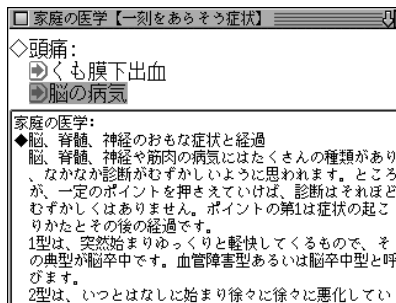 家庭の医学【一刻をあらそう症状】
◇頭痛:
くも膜下出血
脳の病気
家庭の医学:
◆脳、脊髄、神経のおもな症状と経過
脳、脊髄、神経や筋肉の病気にはたくさんの種類があり
、なかなか診断がむずかしいように思われます。ところ
が、一定のポイントを押さえていけば、診断はそれほど
むずかしくはありません。ポイントの第1は症状の起こ
りかたとその後の経過です。
1型は、突然始まりゆっくりと軽快してくるもので、そ
の典型が脳卒中です。血管障害型あるいは脳卒中型と呼
びます。
2型は、いつとはなしに始まり徐々に徐々に悪化してい